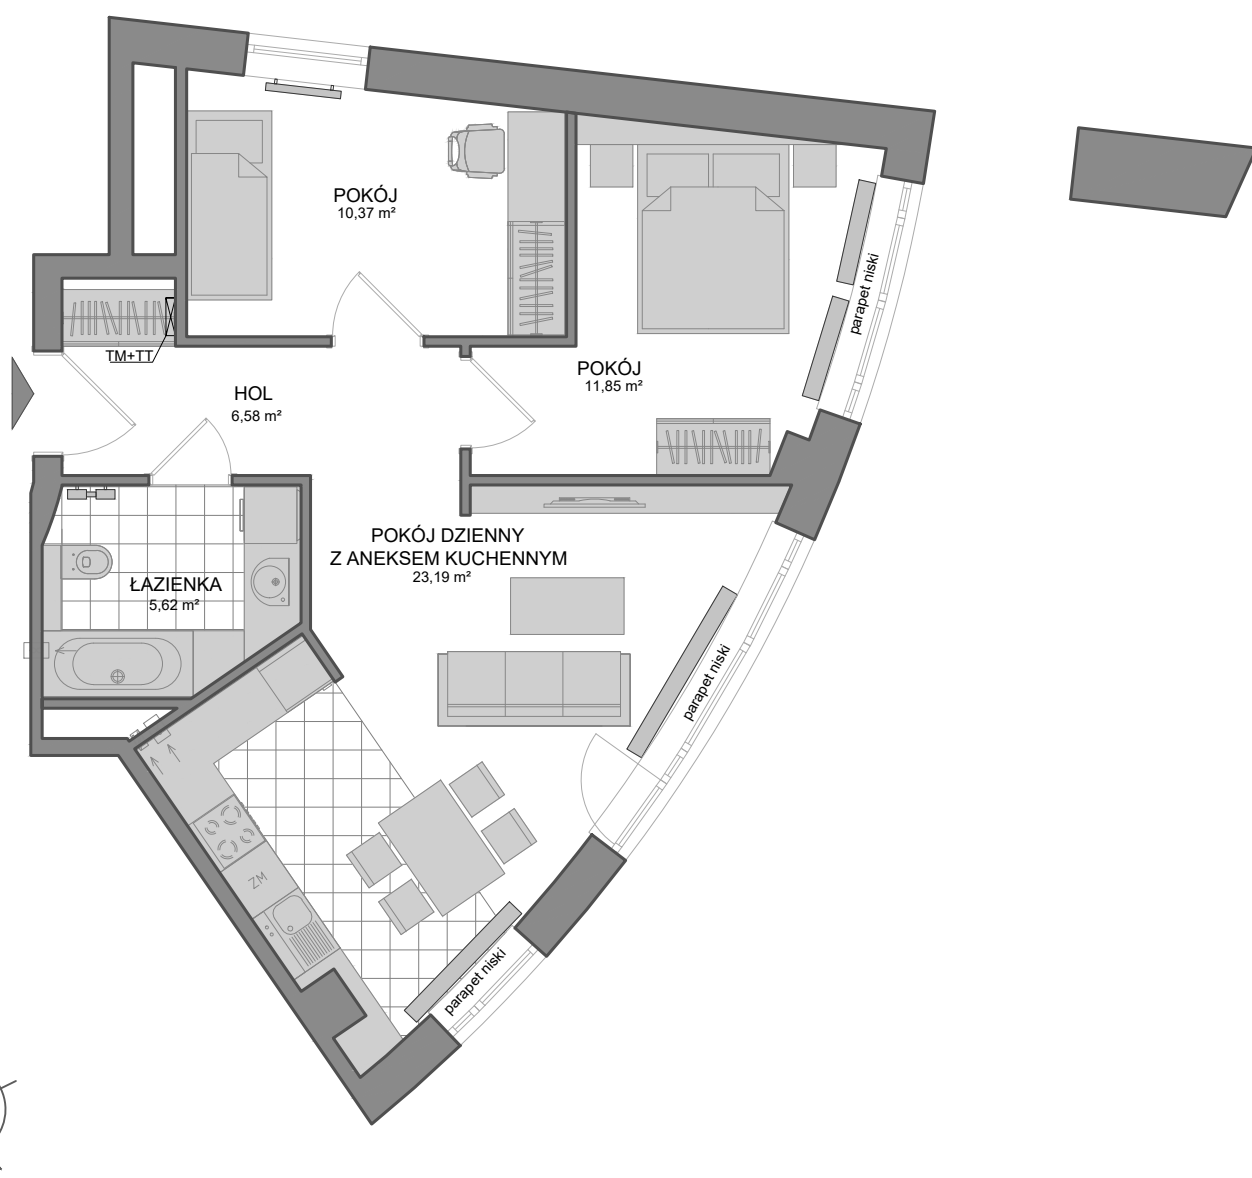 POKÓJ
10,37 m²
parapet niski
TM+TT
POKÓJ
11,85 m²
HOL
6,58 m²
POKÓJ DZIENNY
Z ANEKSEM KUCHENNYM
23,19 m²
ŁAZIENKA
5,62 m²
parapet niski
ZM
parapet niski